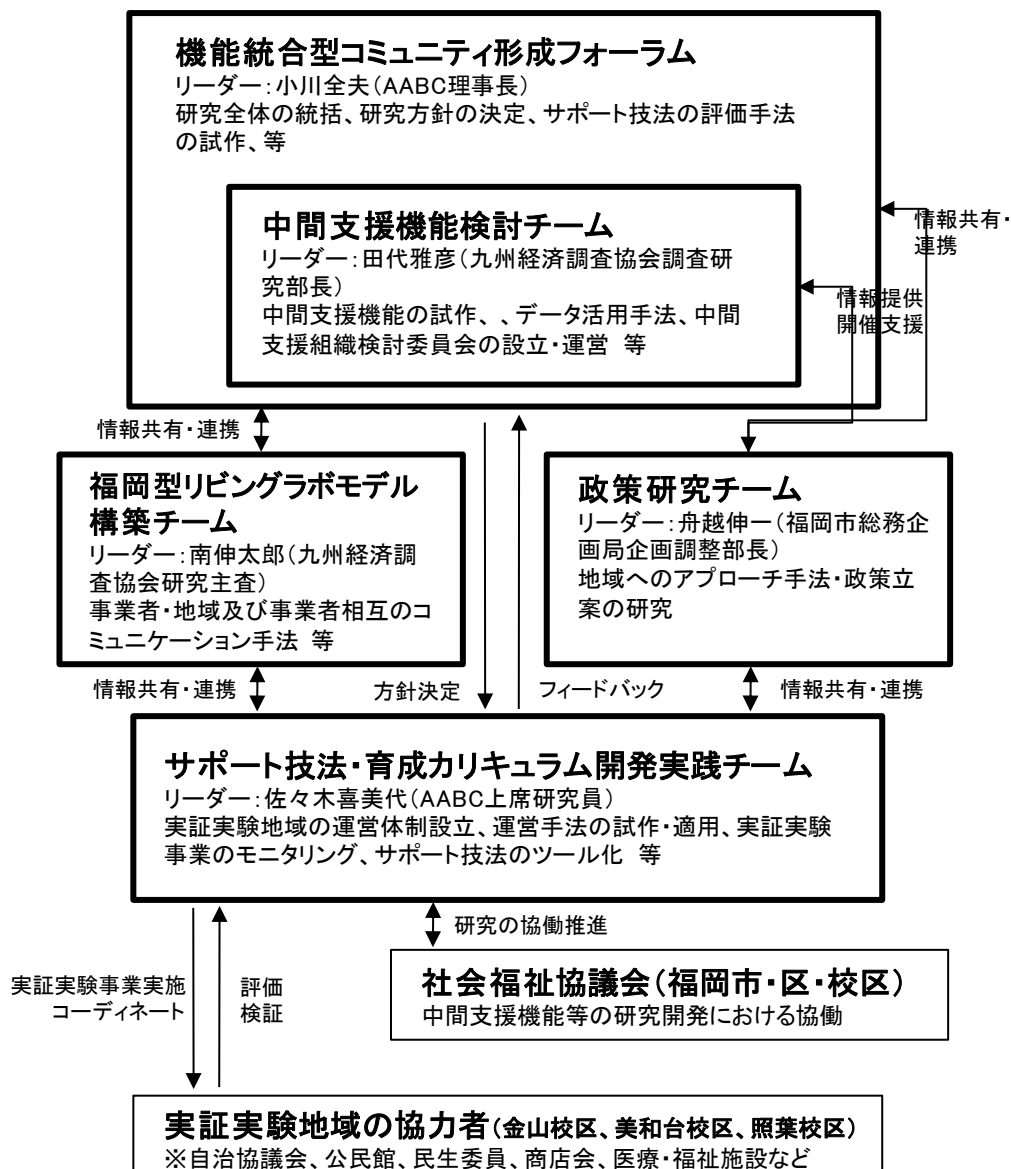 機能統合型コミュニティ形成フォーラム
リーダー：小川全夫（AABC理事長）
研究全体の統括、研究方針の決定、サポート技法の評価手法
の試作、等
中間支援機能検討チーム
リーダー：田代雅彦（九州経済調査協会調査研
究部長）
中間支援機能の試作、、データ活用手法、中間
支援組織検討委員会の設立・運営 等
情報共有・
連携
情報提供
開催支援
情報共有・連携
福岡型リビングラボモデル
構築チーム
リーダー：南伸太郎（九州経済調
査協会研究主査）
事業者・地域及び事業者相互のコ
ミュニケーション手法 等
政策研究チーム
リーダー：舟越伸一（福岡市総務企
画局企画調整部長）
地域へのアプローチ手法・政策立
案の研究
情報共有・連携
方針決定
フィードバック
情報共有・連携
サポート技法・育成カリキュラム開発実践チーム
リーダー：佐々木喜美代（AABC上席研究員）
実証実験地域の運営体制設立、運営手法の試作・適用、実証実験
事業のモニタリング、サポート技法のツール化 等
研究の協働推進
社会福祉協議会（福岡市・区・校区）
中間支援機能等の研究開発における協働
実証実験事業実施
コーディネート
評価
検証
実証実験地域の協力者（金山校区、美和台校区、照葉校区）
※自治協議会、公民館、民生委員、商店会、医療・福祉施設など